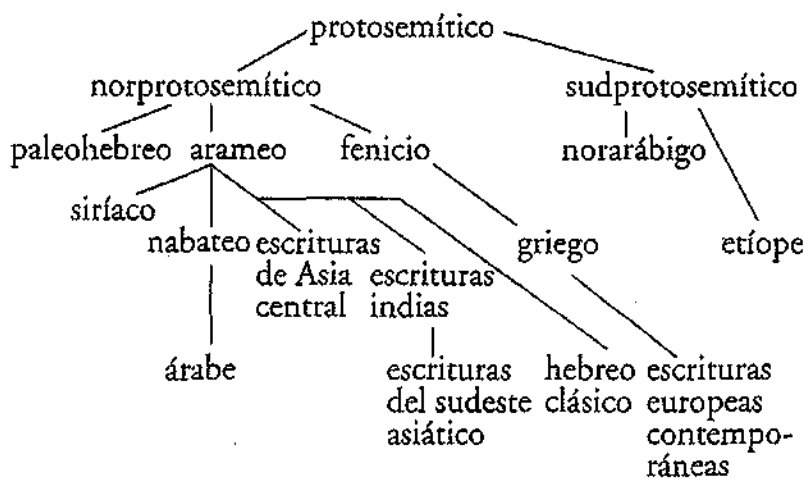 protosemítico
norprotosemítico sudprotosemítico
paleohebreo arameo fenicio norarábigo
siríaco
nabateo escrituras griego etíope
de Asia escrituras
central indias
árabe escrituras hebreo escrituras
del sudeste clásico europeas
asiático contempo-
ráneas